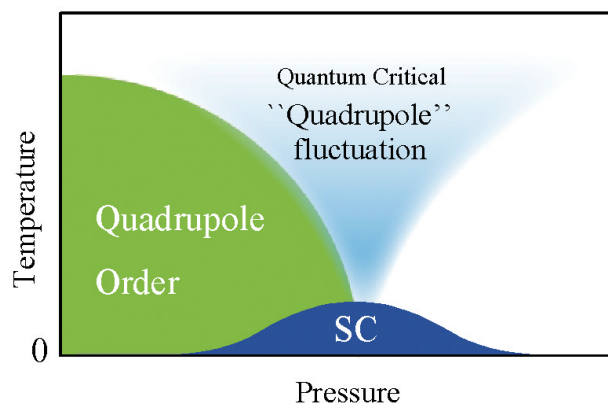 Quantum Critical
``Quadrupole’’
fluctuation
Temperature
Quadrupole
Order
SC
0
Pressure